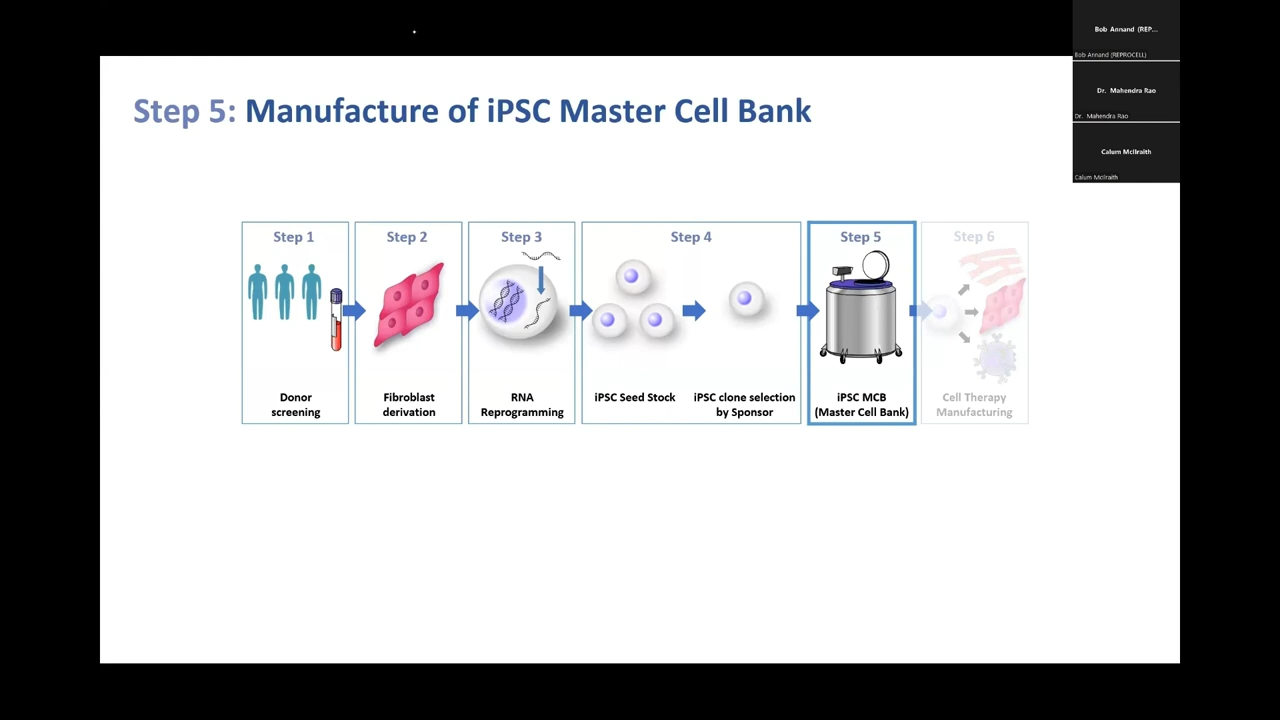 Step 5: Manufacture of iPSC Master Cell Bank
Bob Annand (REP...
Bob Annand (REPROCELL)
Dr. Mahendra Rao
Dr. Mahendra Rao
Calum McIlraith
Calum McIlraith
Step 1
Donor
screening
Step 2
Fibroblast
derivation
Step 3
RNA
Reprogramming
Step 4
iPSC Seed Stock
iPSC clone selection
by Sponsor
Step 5
iPSC MCB
(Master Cell Bank)
Step 6
Cell Therapy
Manufacturing